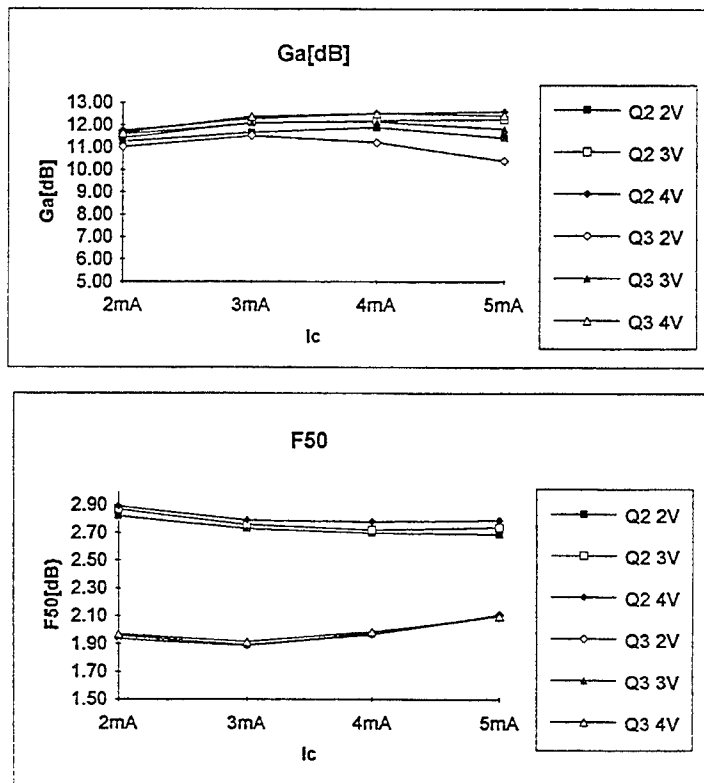 Ga[dB]
Ga[dB]
13.00
12.00
11.00
10.00
9.00
8.00
7.00
6.00
5.00
2mA 3mA 4mA 5mA
Ic
Q2 2V
Q2 3V
Q2 4V
Q3 2V
Q3 3V
Q3 4V
F50
F50[dB}
2.90
2.70
2.50
2.30
2.10
1.90
1.70
1.50
2mA 3mA 4mA 5mA
Ic
Q2 2V
Q2 3V
Q2 4V
Q3 2V
Q3 3V
Q3 4V